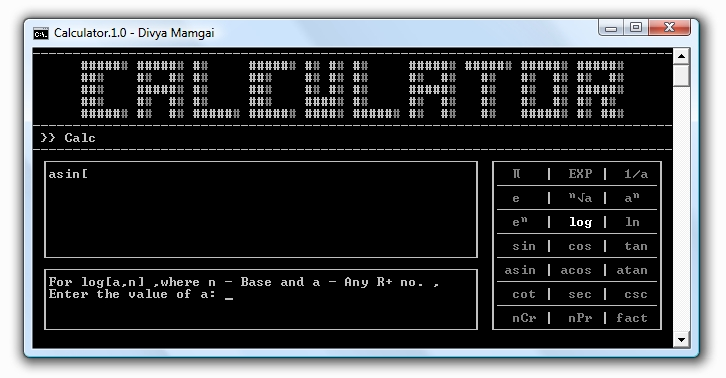 Calculator.1.0 - Divya Mamgai
CALCULATOR
>> Calc
asin[
For log[a,n] ,where n - Base and a - Any R+ no. ,
Enter the value of a: _
π | EXP | 1/a
e | ⁿ√a | aⁿ
eⁿ | log | ln
sin | cos | tan
asin | acos | atan
cot | sec | csc
nCr | nPr | fact